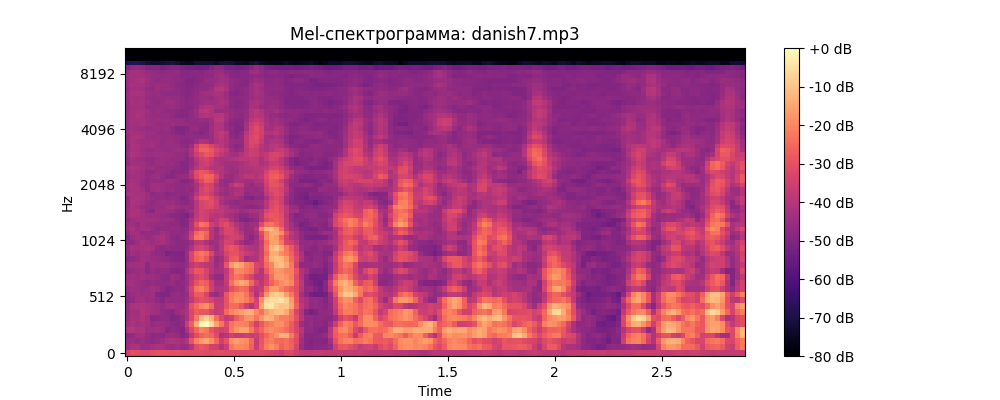 Mel-спектрограмма: danish7.mp3
Hz
8192
4096
2048
1024
512
0
0
0.5
1
1.5
2
2.5
Time
+0 dB
-10 dB
-20 dB
-30 dB
-40 dB
-50 dB
-60 dB
-70 dB
-80 dB